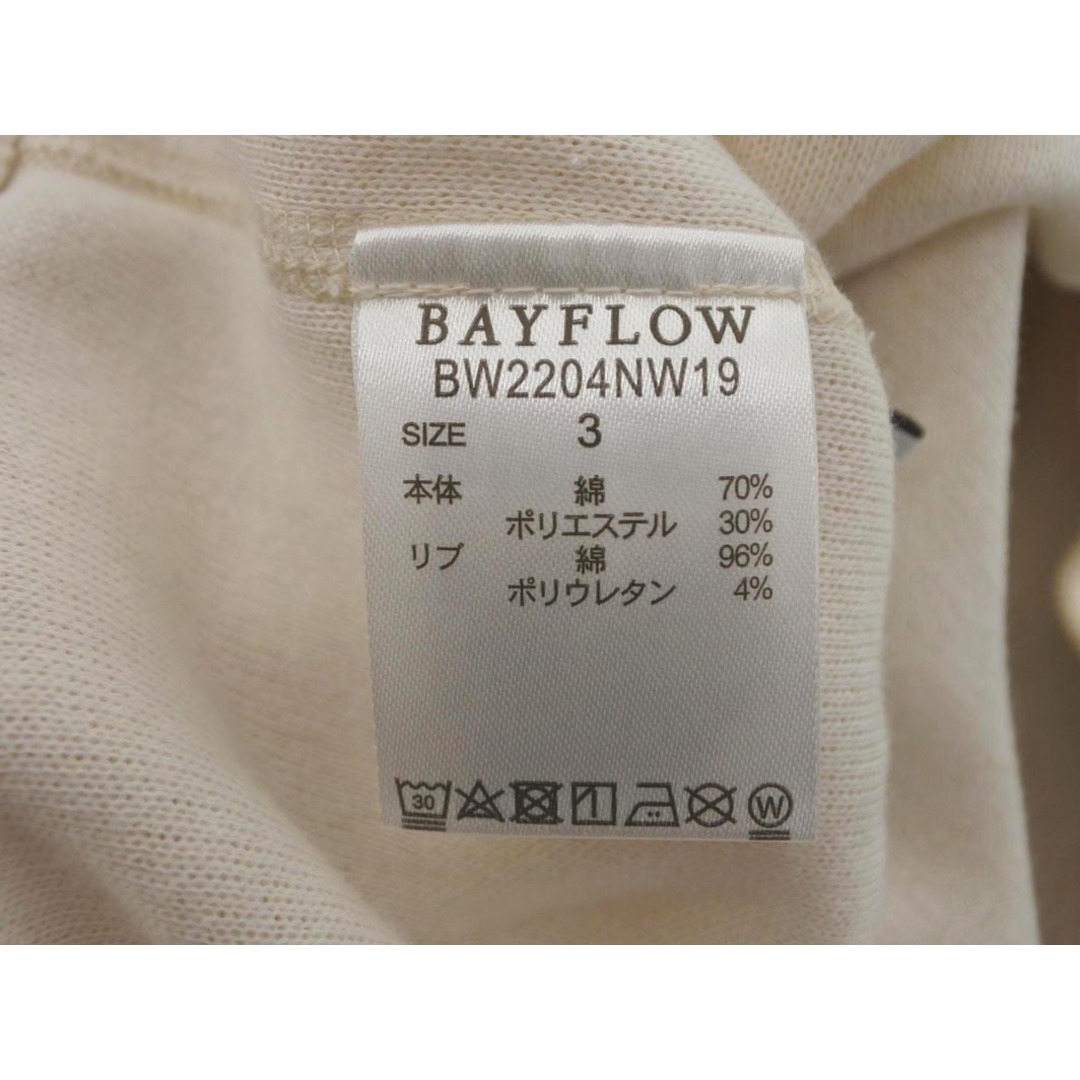 BAYFLOW
BW2204NW19
SIZE 3
本体 綿 70%
ポリエステル 30%
リブ 綿 96%
ポリウレタン 4%
30 W